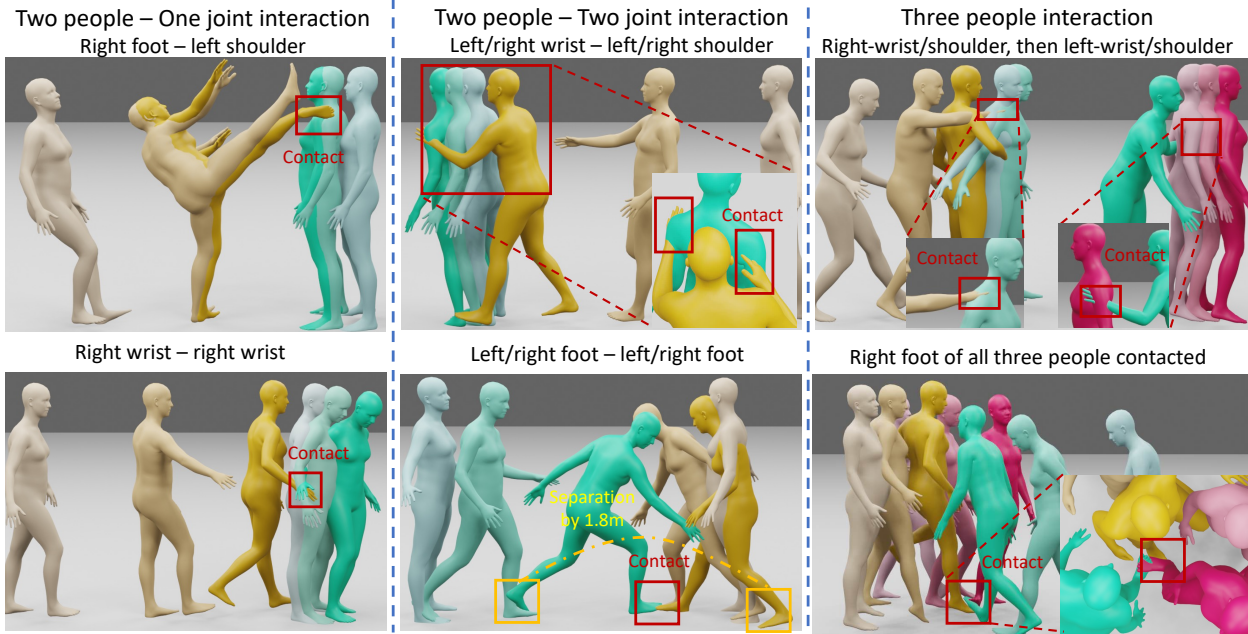 Two people – One joint interaction
Right foot – left shoulder
Contact
Two people – Two joint interaction
Left/right wrist – left/right shoulder
Contact
Three people interaction
Right-wrist/shoulder, then left-wrist/shoulder
Contact
Contact
Right wrist – right wrist
Contact
Left/right foot – left/right foot
Separation
by 1.8m
Contact
Right foot of all three people contacted
Contact